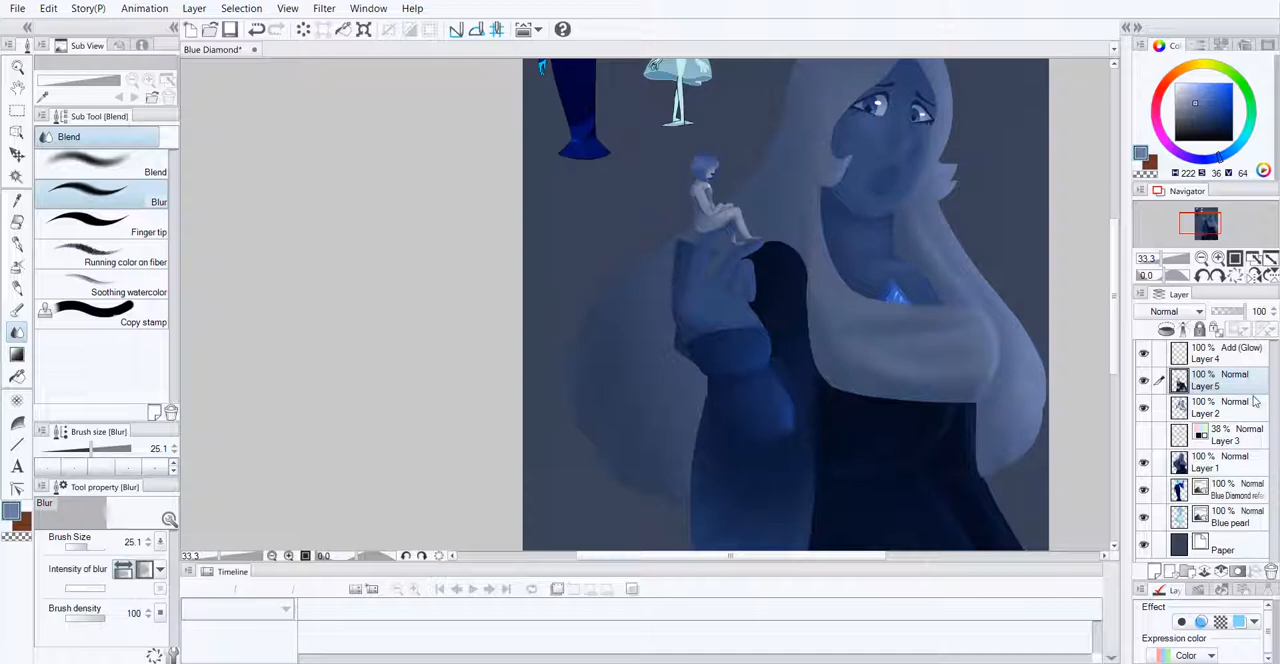 File Edit Story(P) Animation Layer Selection View Filter Window Help
Sub View
Blue Diamond*
Col
Sub Tool [Blend]
Blend
Blend
Blur
Finger tip
Running color on fiber
Soothing watercolor
Copy stamp
Brush size [Blur]
25.1
Tool property [Blur]
Blur
Brush Size 25.1
Intensity of blur
Brush density 100
H 222 S 36 V 64
Navigator
33.3
0.0
Layer
Normal 100
100 % Add (Glow)
Layer 4
100 % Normal
Layer 5
100 % Normal
Layer 2
38 % Normal
Layer 3
100 % Normal
Layer 1
100 % Normal
Blue Diamond refe
100 % Normal
Blue pearl
Paper
33.3 0.0
Timeline
Lay
Effect
Expression color
Color